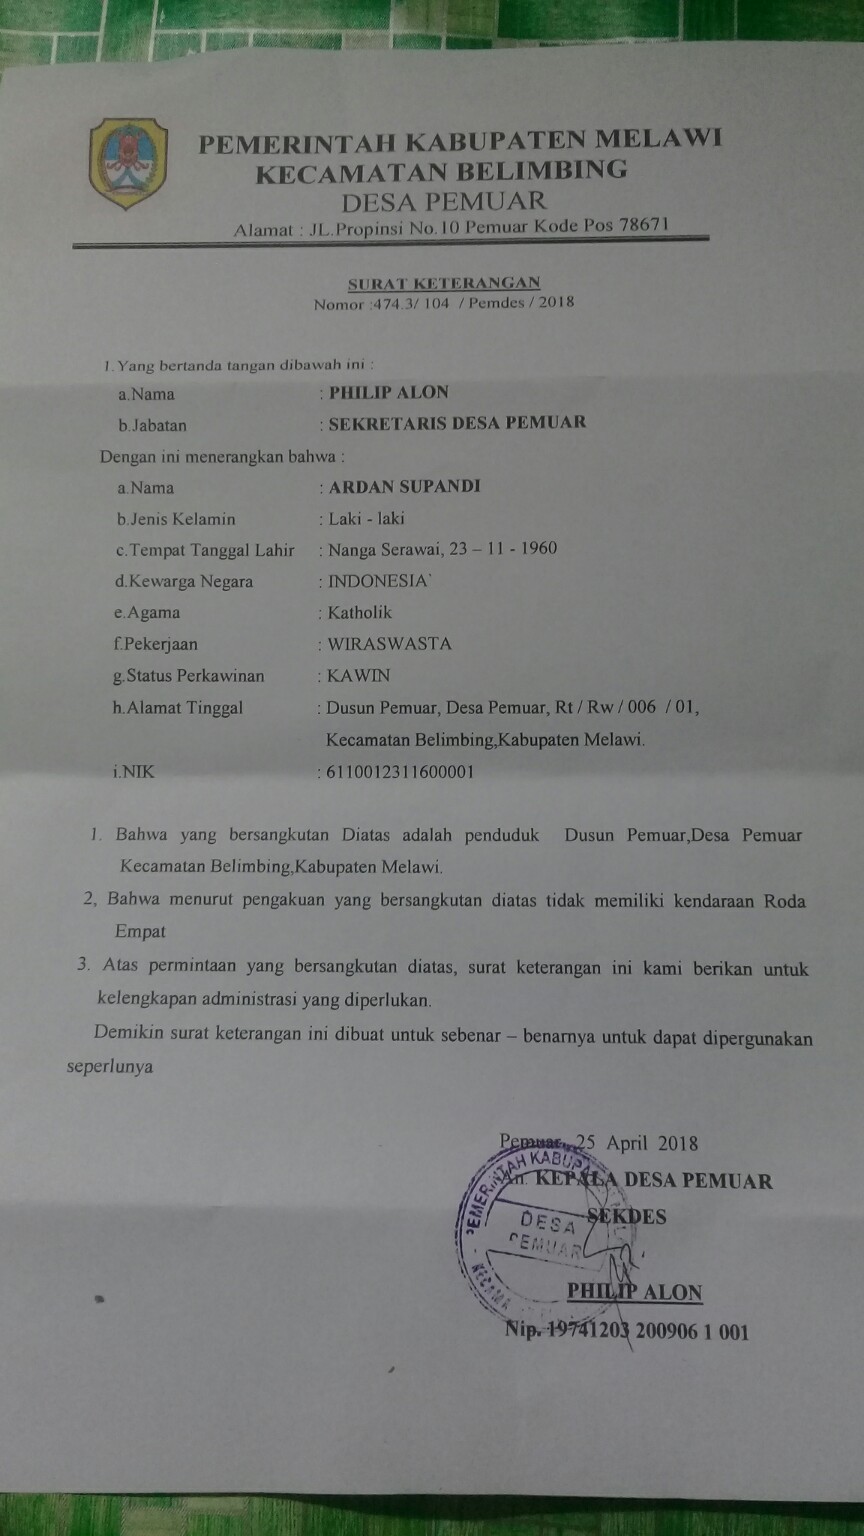 PEMERINTAH KABUPATEN MELAWI
KECAMATAN BELIMBING
DESA PEMUAR
Alamat : JL.Propinsi No.10 Pemuar Kode Pos 78671
SURAT KETERANGAN
Nomor :474.3/ 104 / Pemdes / 2018
1.Yang bertanda tangan dibawah ini :
a.Nama : PHILIP ALON
b.Jabatan : SEKRETARIS DESA PEMUAR
Dengan ini menerangkan bahwa :
a.Nama : ARDAN SUPANDI
b.Jenis Kelamin : Laki - laki
c.Tempat Tanggal Lahir : Nanga Serawai, 23 – 11 - 1960
d.Kewarga Negara : INDONESIA`
e.Agama : Katholik
f.Pekerjaan : WIRASWASTA
g.Status Perkawinan : KAWIN
h.Alamat Tinggal : Dusun Pemuar, Desa Pemuar, Rt / Rw / 006 / 01,
Kecamatan Belimbing,Kabupaten Melawi.
i.NIK : 6110012311600001
1. Bahwa yang bersangkutan Diatas adalah penduduk Dusun Pemuar,Desa Pemuar
Kecamatan Belimbing,Kabupaten Melawi.
2, Bahwa menurut pengakuan yang bersangkutan diatas tidak memiliki kendaraan Roda
Empat
3. Atas permintaan yang bersangkutan diatas, surat keterangan ini kami berikan untuk
kelengkapan administrasi yang diperlukan.
Demikin surat keterangan ini dibuat untuk sebenar – benarnya untuk dapat dipergunakan
seperlunya
Pemuar, 25 April 2018
An. KEPALA DESA PEMUAR
SEKDES
PEMERINTAH KABUPA
DESA
PEMUAR
KECAMA
PHILIP ALON
Nip. 19741203 200906 1 001